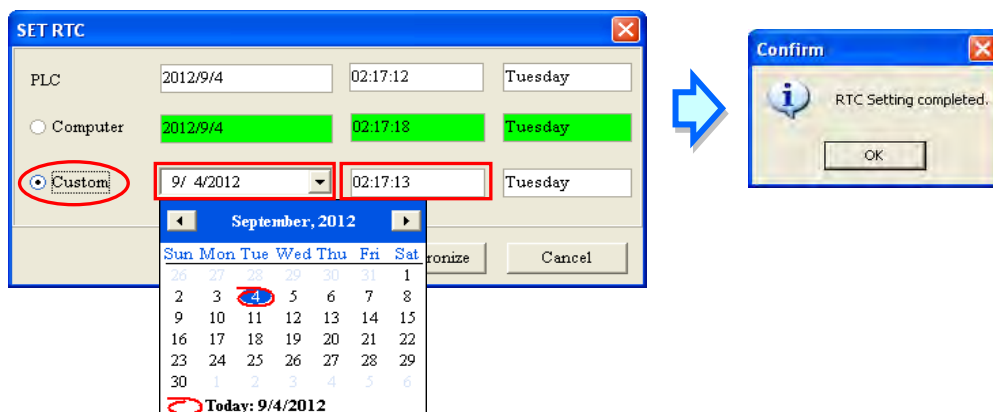 SET RTC
PLC 2012/9/4 02:17:12 Tuesday
Computer 2012/9/4 02:17:18 Tuesday
Custom 9/ 4/2012 02:17:13 Tuesday
September, 2012
Sun Mon Tue Wed Thu Fri Sat
26 27 28 29 30 31 1
2 3 4 5 6 7 8
9 10 11 12 13 14 15
16 17 18 19 20 21 22
23 24 25 26 27 28 29
30 1 2 3 4 5 6
Today: 9/4/2012
ronize Cancel
Confirm
RTC Setting completed.
OK